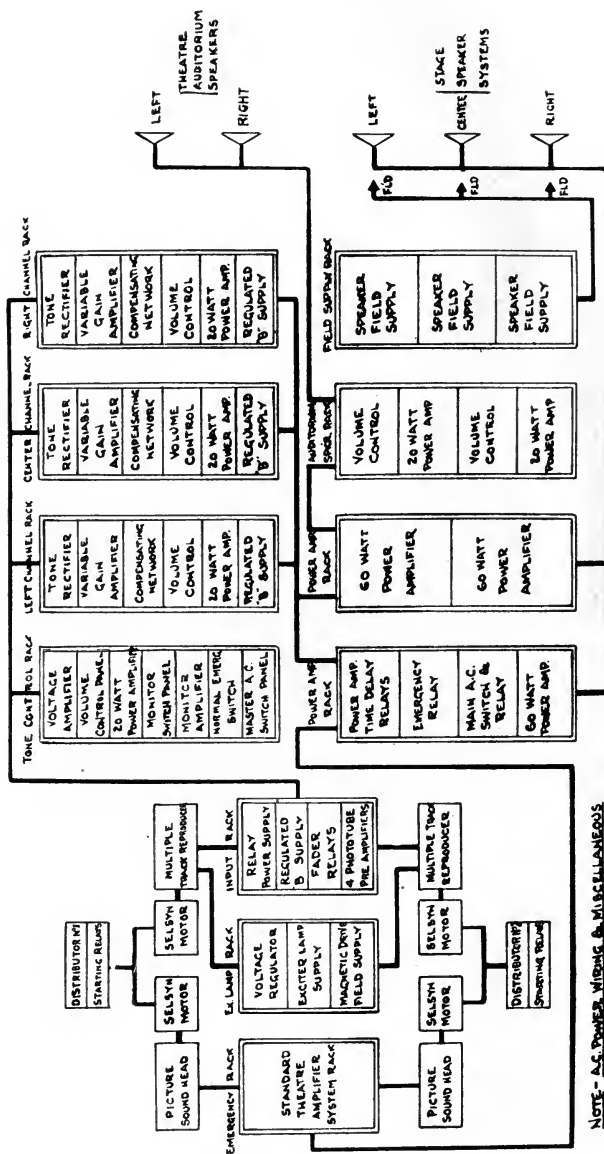 DISTRIBUTOR Nº1
STARTING RELAYS
PICTURE
SOUND HEAD
SELSYN
MOTOR
SELSYN
MOTOR
MULTIPLE
TRACK REPRODUCER
EMERGENCY RACK
STANDARD
THEATRE
AMPLIFIER
SYSTEM RACK
EX. LAMP RACK
VOLTAGE
REGULATOR
EXCITER LAMP
SUPPLY
MAGNETIC DRIVE
FIELD SUPPLY
INPUT RACK
RELAY
POWER SUPPLY
REGULATED
B SUPPLY
FADER
RELAYS
4 PHOTOTUBE
PRE AMPLIFIERS
PICTURE
SOUND HEAD
SELSYN
MOTOR
SELSYN
MOTOR
MULTIPLE TRACK
REPRODUCER
DISTRIBUTOR Nº2
STARTING RELAYS
TONE CONTROL RACK
VOLTAGE
AMPLIFIER
VOLUME
CONTROL PANEL
20 WATT
POWER AMPLIFIER
MONITOR
SWITCH PANEL
MONITOR
AMPLIFIER
NORMAL EMERG
SWITCH
MASTER A.C.
SWITCH PANEL
LEFT CHANNEL RACK
TONE
RECTIFIER
VARIABLE
GAIN
AMPLIFIER
COMPENSATING
NETWORK
VOLUME
CONTROL
20 WATT
POWER AMP.
REGULATED
"B" SUPPLY
CENTER CHANNEL RACK
TONE
RECTIFIER
VARIABLE
GAIN
AMPLIFIER
COMPENSATING
NETWORK
VOLUME
CONTROL
20 WATT
POWER AMP.
REGULATED
"B" SUPPLY
RIGHT CHANNEL RACK
TONE
RECTIFIER
VARIABLE
GAIN
AMPLIFIER
COMPENSATING
NETWORK
VOLUME
CONTROL
20 WATT
POWER AMP.
REGULATED
"B" SUPPLY
POWER AMP
RACK
POWER AMP.
TIME DELAY
RELAYS
EMERGENCY
RELAY
MAIN A.C.
SWITCH &
RELAY
60 WATT
POWER AMP.
POWER AMP
RACK
60 WATT
POWER
AMPLIFIER
60 WATT
POWER
AMPLIFIER
AUDITORIUM
SPKR RACK
VOLUME
CONTROL
20 WATT
POWER AMP
VOLUME
CONTROL
20 WATT
POWER AMP
FIELD SUPPLY RACK
SPEAKER
FIELD
SUPPLY
SPEAKER
FIELD
SUPPLY
SPEAKER
FIELD
SUPPLY
LEFT
THEATRE
AUDITORIUM
SPEAKERS
RIGHT
LEFT
FLD
STAGE
CENTER SPEAKER
SYSTEMS
FLD
RIGHT
FLD
NOTE - A.C. POWER WIRING & MISCELLANEOUS